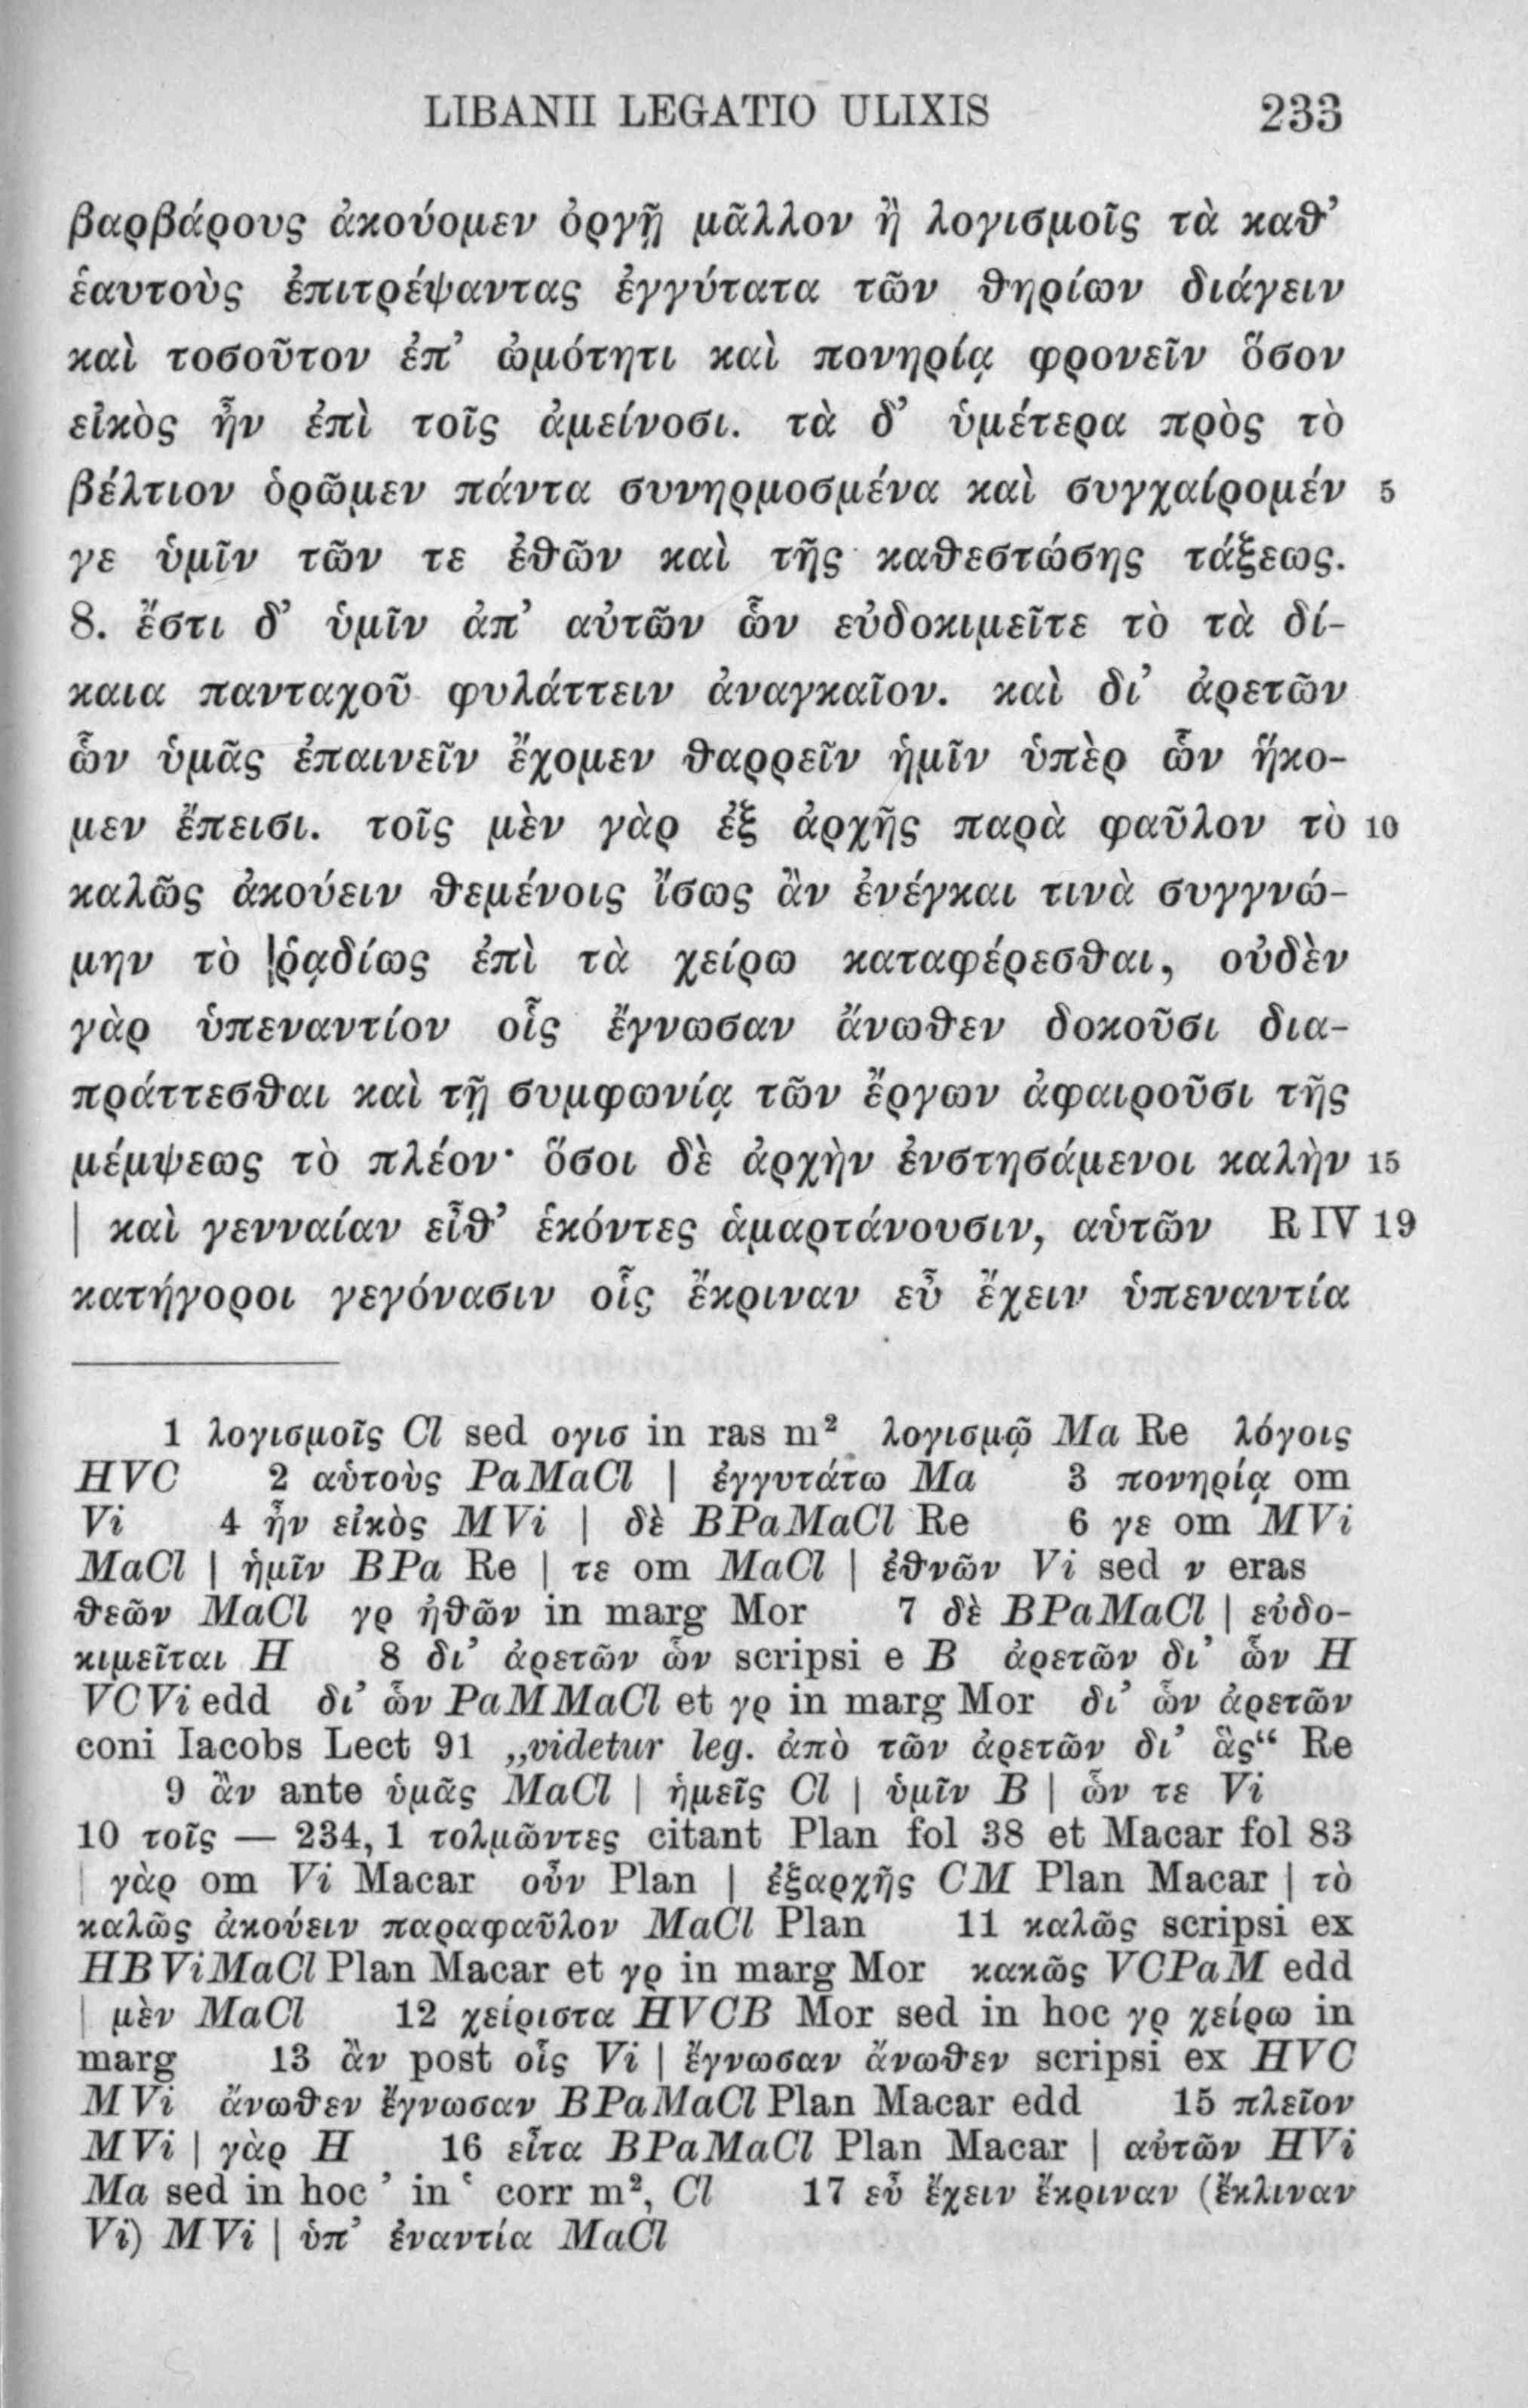 LIBANII LEGATIO ULIXIS 233
βαρβάρους ἀκούομεν ὀργῇ μᾶλλον ἢ λογισμοῖς τὰ καθ’
ἑαυτοὺς ἐπιτρέψαντας ἐγγύτατα τῶν θηρίων διάγειν
καὶ τοσοῦτον ἐπ’ ὠμότητι καὶ πονηρίᾳ φρονεῖν ὅσον
εἰκὸς ἦν ἐπὶ τοῖς ἀμείνοσι. τὰ δ’ ὑμέτερα πρὸς τὸ
βέλτιον ὁρῶμεν πάντα συνηρμοσμένα καὶ συγχαίρομέν 5
γε ὑμῖν τῶν τε ἐθῶν καὶ τῆς καθεστώσης τάξεως.
8. ἔστι δ’ ὑμῖν ἀπ’ αὐτῶν ὧν εὐδοκιμεῖτε τὸ τὰ δί-
καια πανταχοῦ φυλάττειν ἀναγκαῖον. καὶ δι’ ἀρετῶν
ὧν ὑμᾶς ἐπαινεῖν ἔχομεν θαρρεῖν ἡμῖν ὑπὲρ ὧν ἥκο-
μεν ἔπεισι. τοῖς μὲν γὰρ ἐξ ἀρχῆς παρὰ φαῦλον τὸ 10
καλῶς ἀκούειν θεμένοις ἴσως ἂν ἐνέγκαι τινὰ συγγνώ-
μην τὸ |ῥᾳδίως ἐπὶ τὰ χείρω καταφέρεσθαι, οὐδὲν
γὰρ ὑπεναντίον οἷς ἔγνωσαν ἄνωθεν δοκοῦσι δια-
πράττεσθαι καὶ τῇ συμφωνίᾳ τῶν ἔργων ἀφαιροῦσι τῆς
μέμψεως τὸ πλέον· ὅσοι δὲ ἀρχὴν ἐνστησάμενοι καλὴν 15
| καὶ γενναίαν εἶθ’ ἑκόντες ἁμαρτάνουσιν, αὑτῶν R IV 19
κατήγοροι γεγόνασιν οἷς ἔκριναν εὖ ἔχειν ὑπεναντία
1 λογισμοῖς Cl sed ογισ in ras m² λογισμῷ Ma Re λόγοις
HVC 2 αὑτοὺς PaMaCl | ἐγγυτάτω Ma 3 πονηρίᾳ om
Vi 4 ἦν εἰκὸς MVi | δὲ BPaMaCl Re 6 γε om MVi
MaCl | ἡμῖν BPa Re | τε om MaCl | ἐθνῶν Vi sed ν eras
θεῶν MaCl γρ ἠθῶν in marg Mor 7 δὲ BPaMaCl | εὐδο-
κιμεῖται H 8 δι’ ἀρετῶν ὧν scripsi e B ἀρετῶν δι’ ὧν H
VCVi edd δι’ ὧν PaMMaCl et γρ in marg Mor δι’ ὧν ἀρετῶν
coni Iacobs Lect 91 „videtur leg. ἀπὸ τῶν ἀρετῶν δι’ ἃς“ Re
9 ἂν ante ὑμᾶς MaCl | ἡμεῖς Cl | ὑμῖν B | ὧν τε Vi
10 τοῖς — 234, 1 τολμῶντες citant Plan fol 38 et Macar fol 83
| γὰρ om Vi Macar οὖν Plan | ἐξαρχῆς CM Plan Macar | τὸ
καλῶς ἀκούειν παραφαῦλον MaCl Plan 11 καλῶς scripsi ex
HBViMaCl Plan Macar et γρ in marg Mor κακῶς VCPaM edd
| μὲν MaCl 12 χείριστα HVCB Mor sed in hoc γρ χείρω in
marg 13 ἂν post οἷς Vi | ἔγνωσαν ἄνωθεν scripsi ex HVC
MVi ἄνωθεν ἔγνωσαν BPaMaCl Plan Macar edd 15 πλεῖον
MVi | γὰρ H 16 εἶτα BPaMaCl Plan Macar | αὐτῶν HVi
Ma sed in hoc ’ in ‘ corr m², Cl 17 εὖ ἔχειν ἔκριναν (ἔκλιναν
Vi) MVi | ὑπ’ ἐναντία MaCl